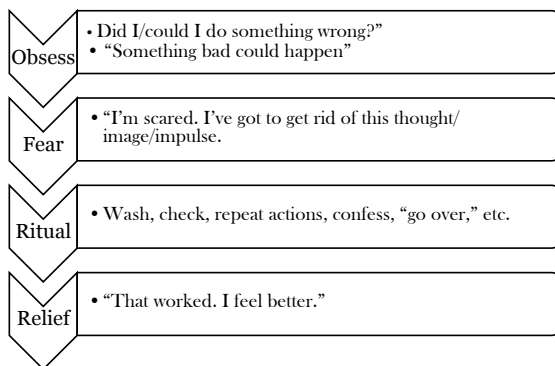 • Did I/could I do something wrong?”
Obsess
• “Something bad could happen”
• “I’m scared. I’ve got to get rid of this thought/
image/impulse.
Fear
• Wash, check, repeat actions, confess, “go over,” etc.
Ritual
• “That worked. I feel better.”
Relief